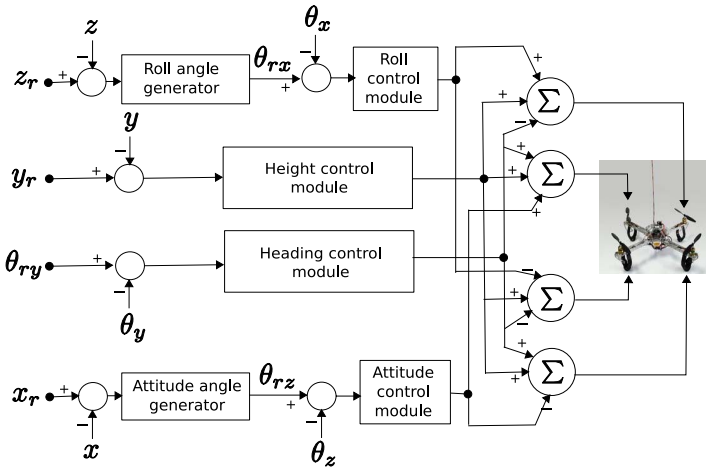 z
θx
zr
+
−
Roll angle
generator
θrx
+
−
Roll
control
module
+
+
−
Σ
y
yr
+
−
Height control
module
+
+
+
Σ
θry
+
−
θy
Heading control
module
−
+
−
Σ
xr
+
−
x
Attitude angle
generator
θrz
+
−
θz
Attitude
control
module
+
+
−
Σ